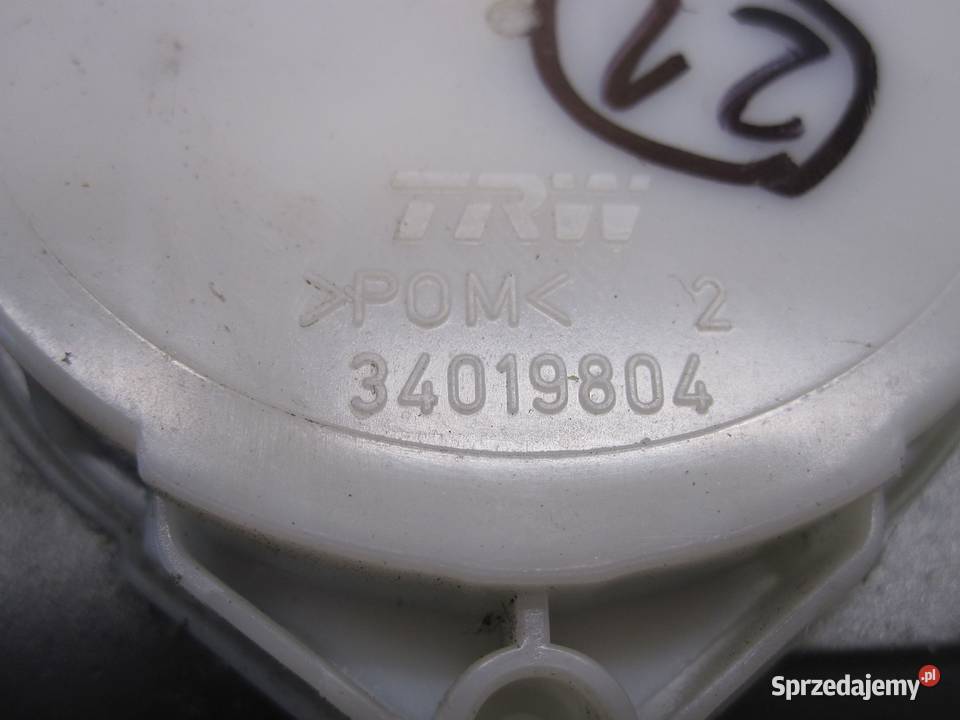 21
TRW
>POM< 2
34019804
Sprzedajemy.pl